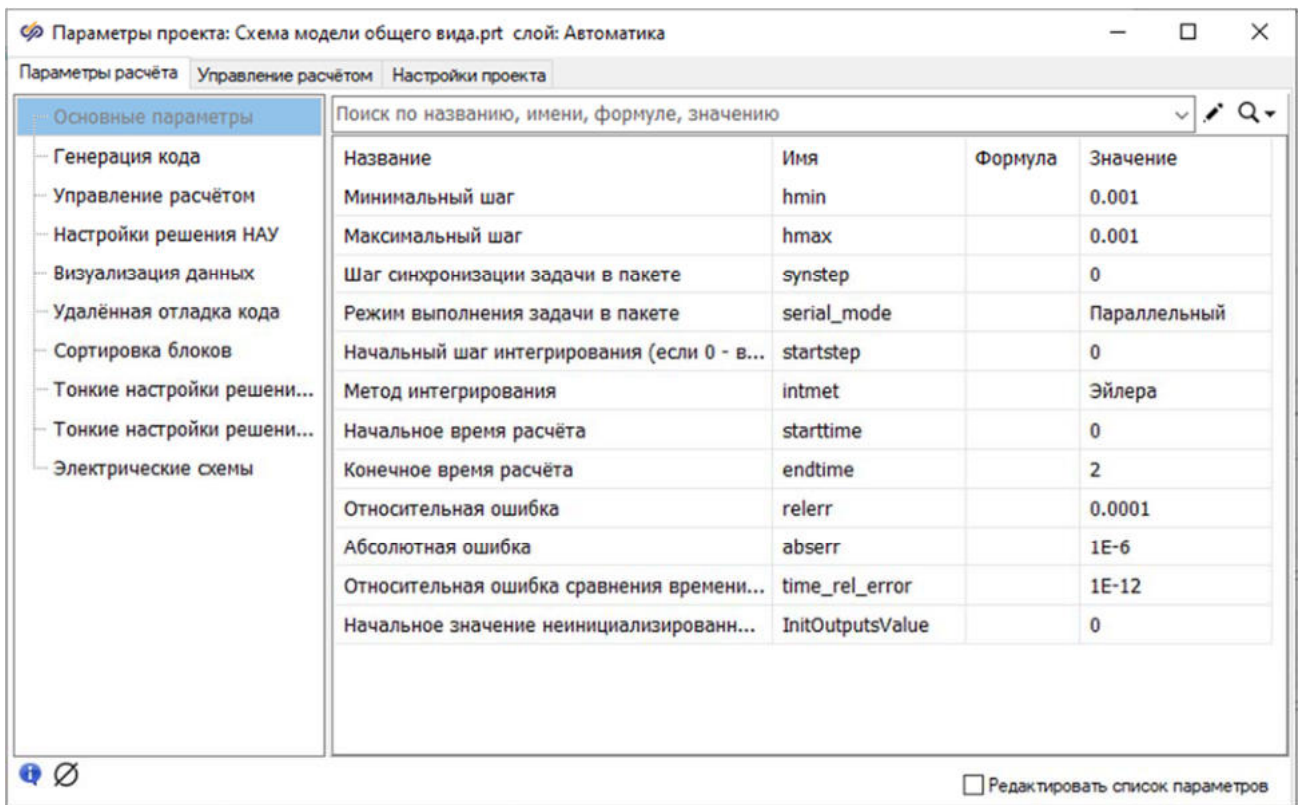 Параметры проекта: Схема модели общего вида.prt слой: Автоматика
Параметры расчёта Управление расчётом Настройки проекта
Основные параметры
Генерация кода
Управление расчётом
Настройки решения НАУ
Визуализация данных
Удалённая отладка кода
Сортировка блоков
Тонкие настройки решени...
Тонкие настройки решени...
Электрические схемы
Поиск по названию, имени, формуле, значению
Название Имя Формула Значение
Минимальный шаг hmin 0.001
Максимальный шаг hmax 0.001
Шаг синхронизации задачи в пакете synstep 0
Режим выполнения задачи в пакете serial_mode Параллельный
Начальный шаг интегрирования (если 0 - в... startstep 0
Метод интегрирования intmet Эйлера
Начальное время расчёта starttime 0
Конечное время расчёта endtime 2
Относительная ошибка relerr 0.0001
Абсолютная ошибка abserr 1E-6
Относительная ошибка сравнения времени... time_rel_error 1E-12
Начальное значение неинициализированн... InitOutputsValue 0
Редактировать список параметров